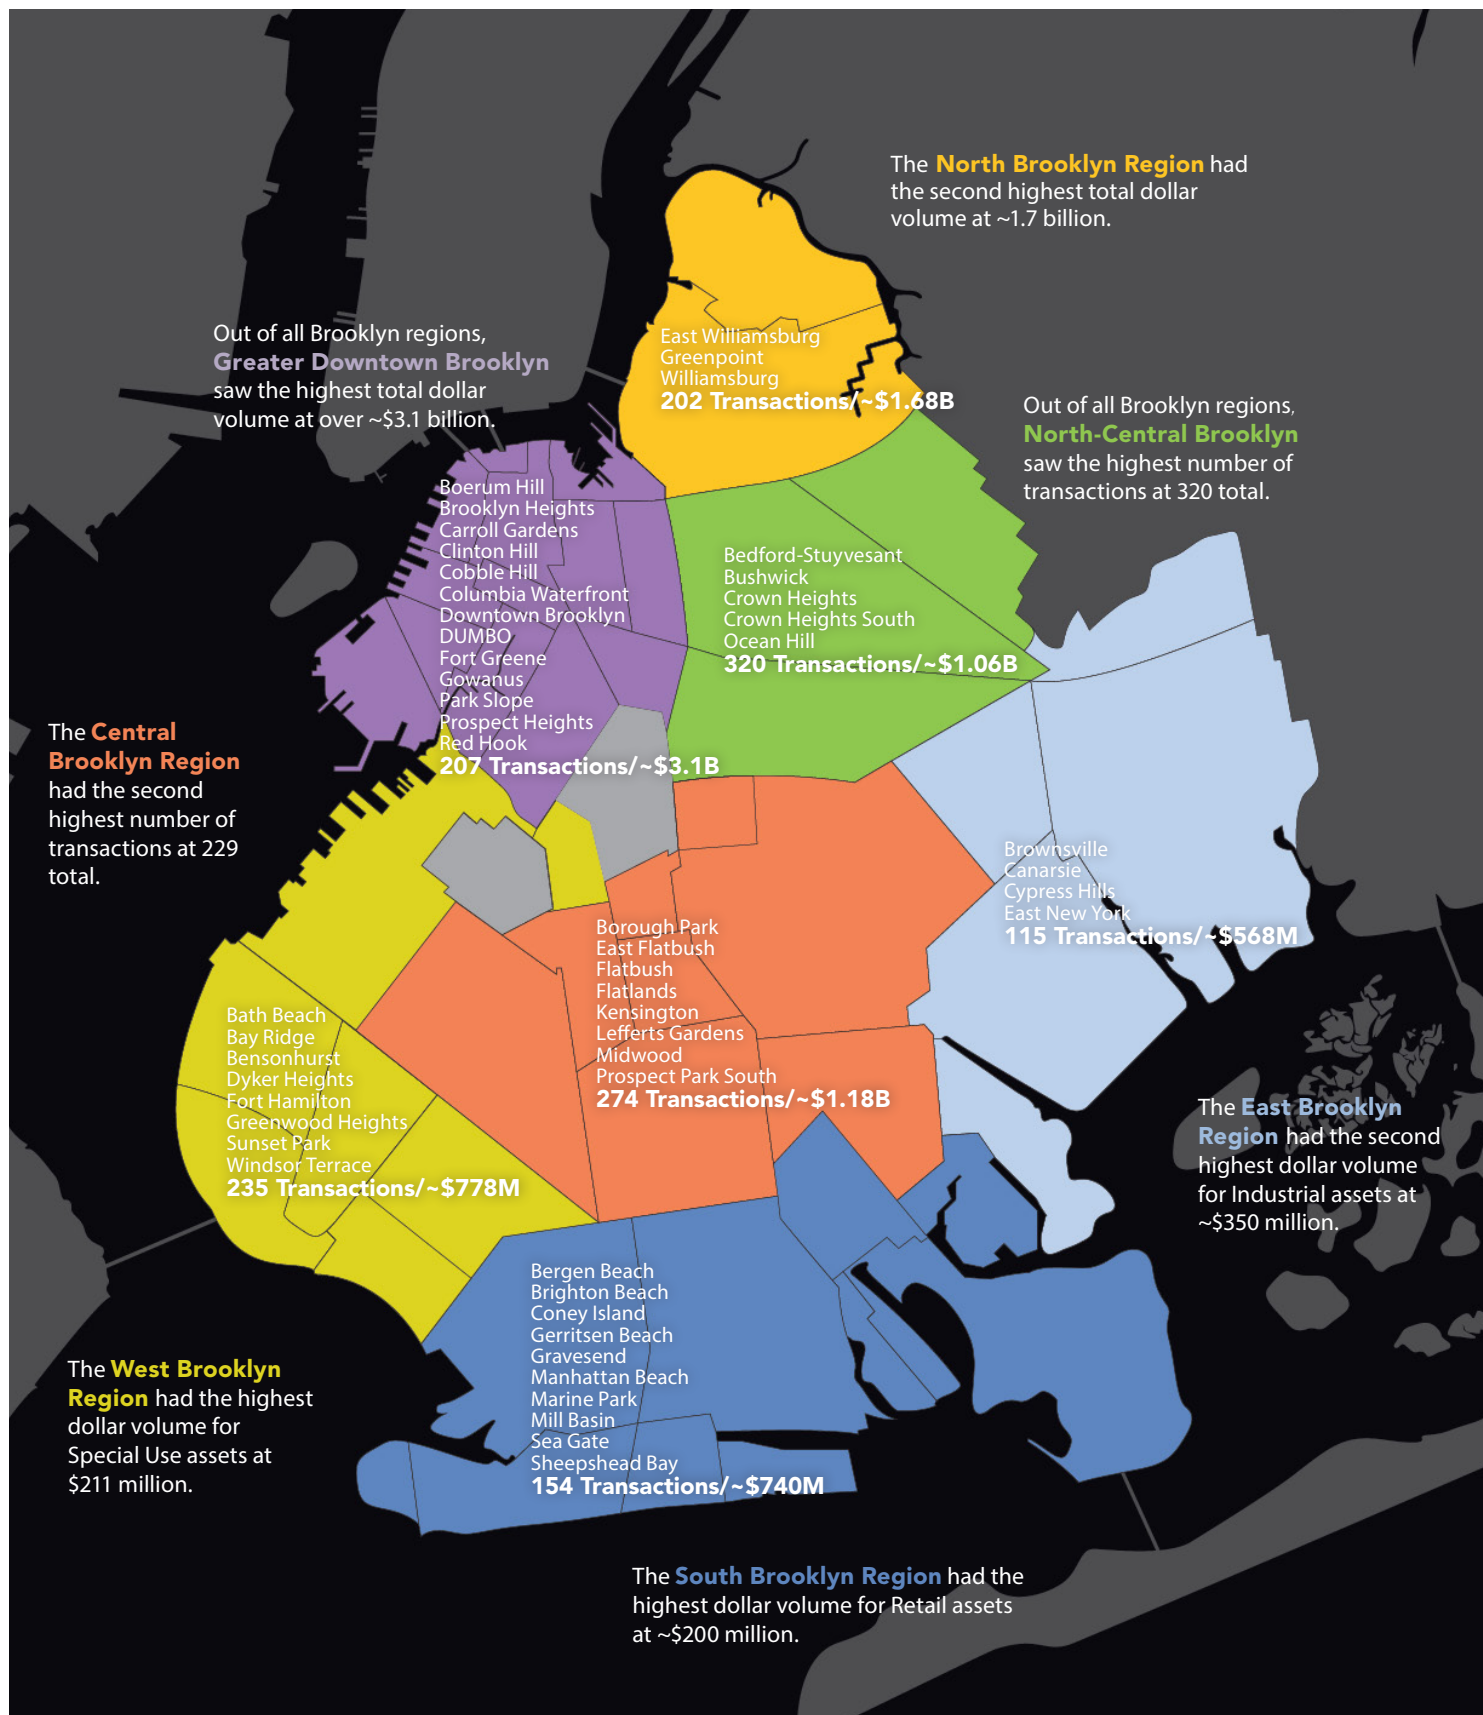 The North Brooklyn Region had
the second highest total dollar
volume at ~1.7 billion.
Out of all Brooklyn regions,
Greater Downtown Brooklyn
saw the highest total dollar
volume at over ~$3.1 billion.
East Williamsburg
Greenpoint
Williamsburg
202 Transactions/~$1.68B
Out of all Brooklyn regions,
North-Central Brooklyn
saw the highest number of
transactions at 320 total.
Boerum Hill
Brooklyn Heights
Carroll Gardens
Clinton Hill
Cobble Hill
Columbia Waterfront
Downtown Brooklyn
DUMBO
Fort Greene
Gowanus
Park Slope
Prospect Heights
Red Hook
207 Transactions/~$3.1B
Bedford-Stuyvesant
Bushwick
Crown Heights
Crown Heights South
Ocean Hill
320 Transactions/~$1.06B
The Central
Brooklyn Region
had the second
highest number of
transactions at 229
total.
Brownsville
Canarsie
Cypress Hills
East New York
115 Transactions/~$568M
Borough Park
East Flatbush
Flatbush
Flatlands
Kensington
Lefferts Gardens
Midwood
Prospect Park South
274 Transactions/~$1.18B
Bath Beach
Bay Ridge
Bensonhurst
Dyker Heights
Fort Hamilton
Greenwood Heights
Sunset Park
Windsor Terrace
235 Transactions/~$778M
The East Brooklyn
Region had the second
highest dollar volume
for Industrial assets at
~$350 million.
Bergen Beach
Brighton Beach
Coney Island
Gerritsen Beach
Gravesend
Manhattan Beach
Marine Park
Mill Basin
Sea Gate
Sheepshead Bay
154 Transactions/~$740M
The West Brooklyn
Region had the highest
dollar volume for
Special Use assets at
$211 million.
The South Brooklyn Region had the
highest dollar volume for Retail assets
at ~$200 million.